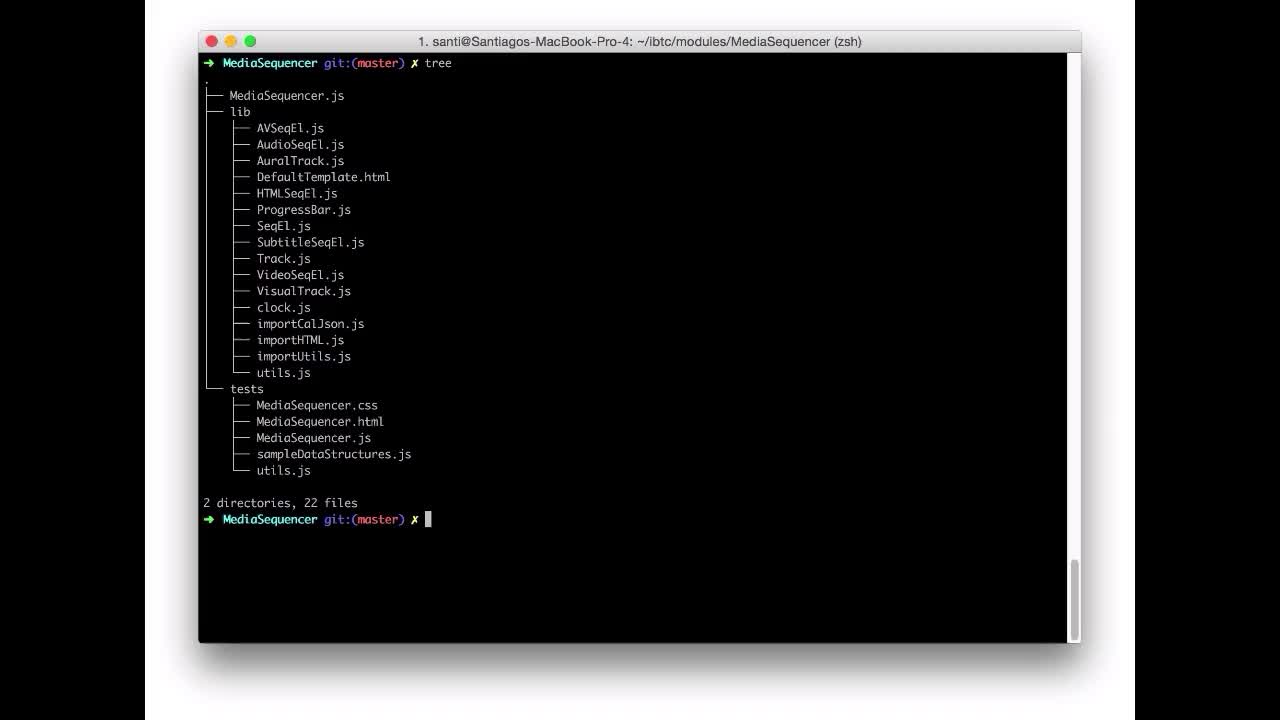 1. santi@Santiagos-MacBook-Pro-4: ~/ibtc/modules/MediaSequencer (zsh)
➜ MediaSequencer git:(master) ✗ tree
.
├── MediaSequencer.js
├── lib
│   ├── AVSeqEl.js
│   ├── AudioSeqEl.js
│   ├── AuralTrack.js
│   ├── DefaultTemplate.html
│   ├── HTMLSeqEl.js
│   ├── ProgressBar.js
│   ├── SeqEl.js
│   ├── SubtitleSeqEl.js
│   ├── Track.js
│   ├── VideoSeqEl.js
│   ├── VisualTrack.js
│   ├── clock.js
│   ├── importCalJson.js
│   ├── importHTML.js
│   ├── importUtils.js
│   └── utils.js
└── tests
    ├── MediaSequencer.css
    ├── MediaSequencer.html
    ├── MediaSequencer.js
    ├── sampleDataStructures.js
    └── utils.js
2 directories, 22 files
➜ MediaSequencer git:(master) ✗